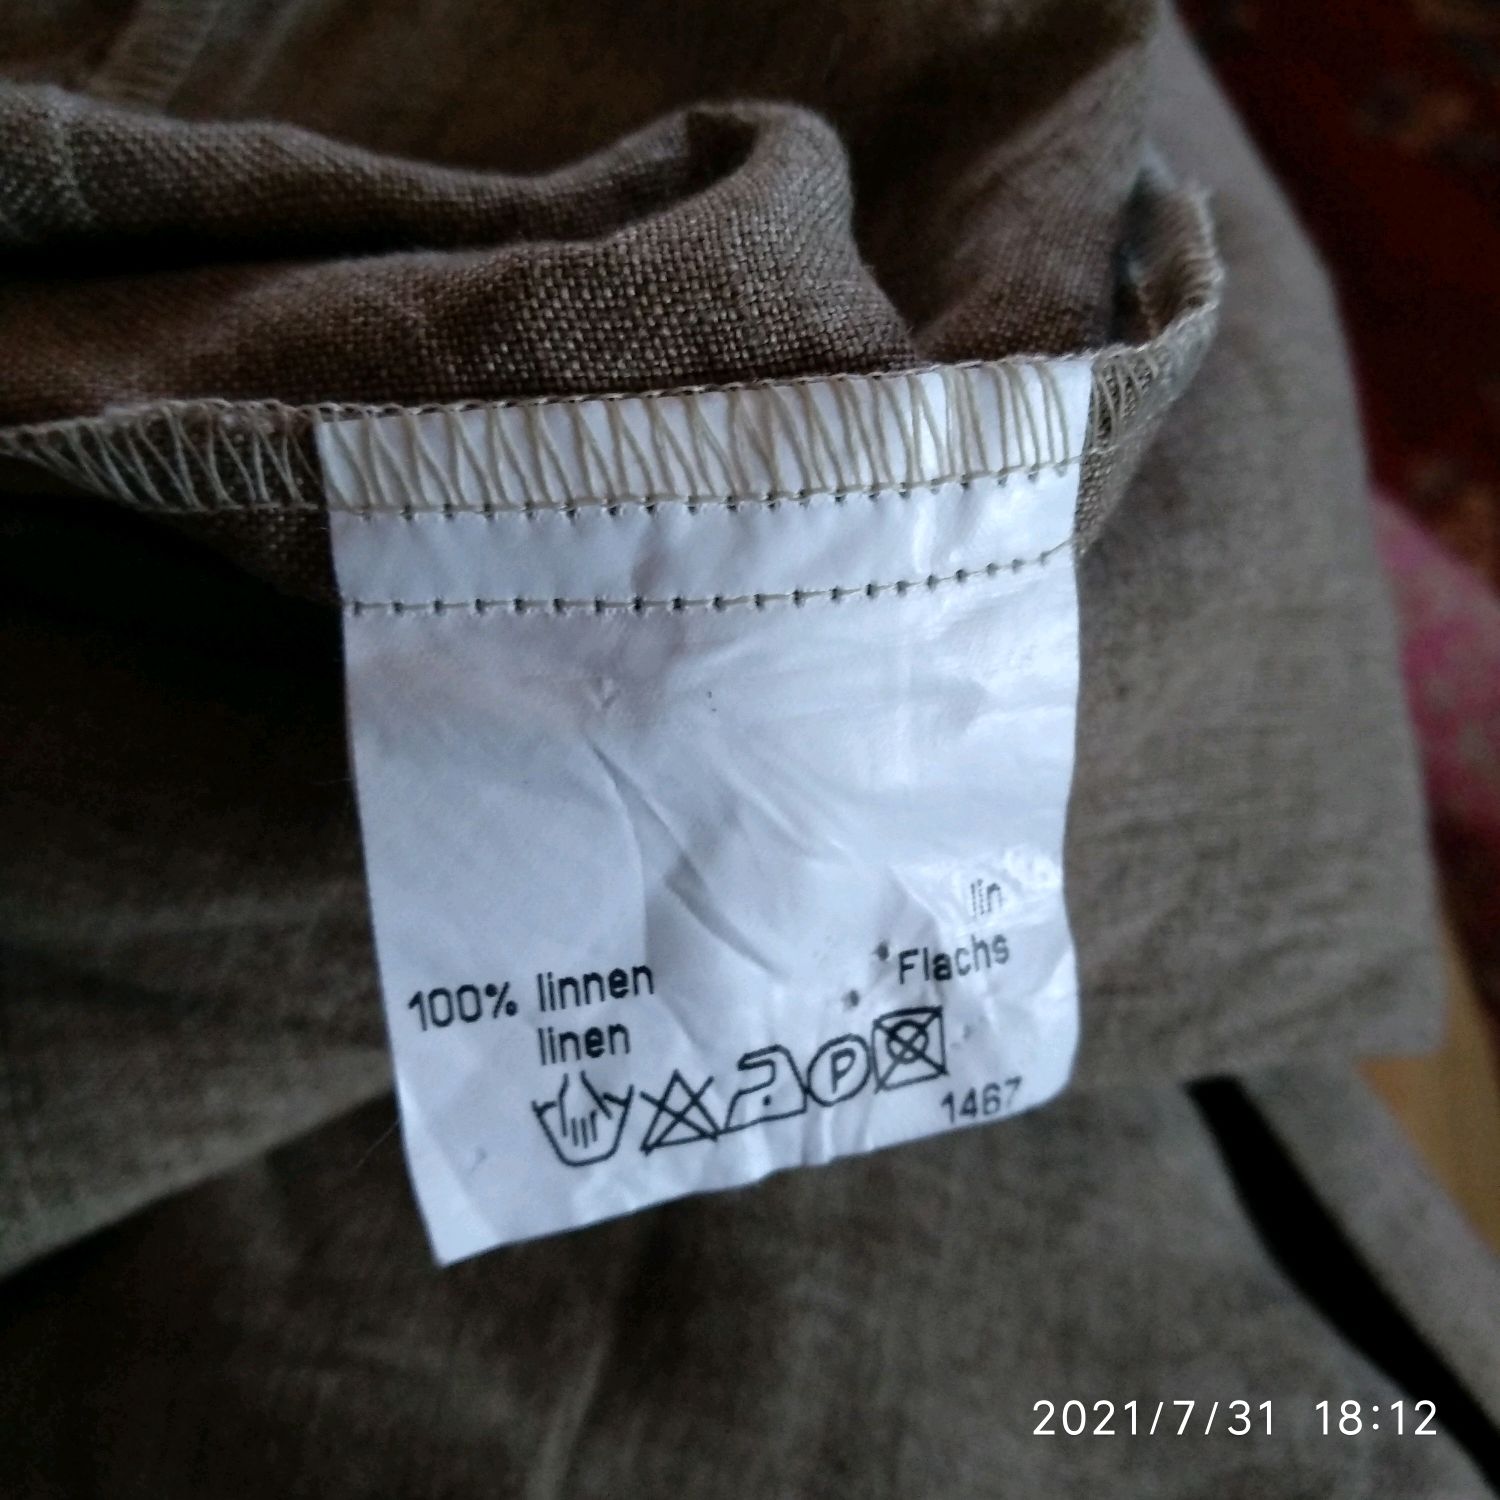 lin
100% linnen Flachs
linen
P
1467
2021/7/31 18:12